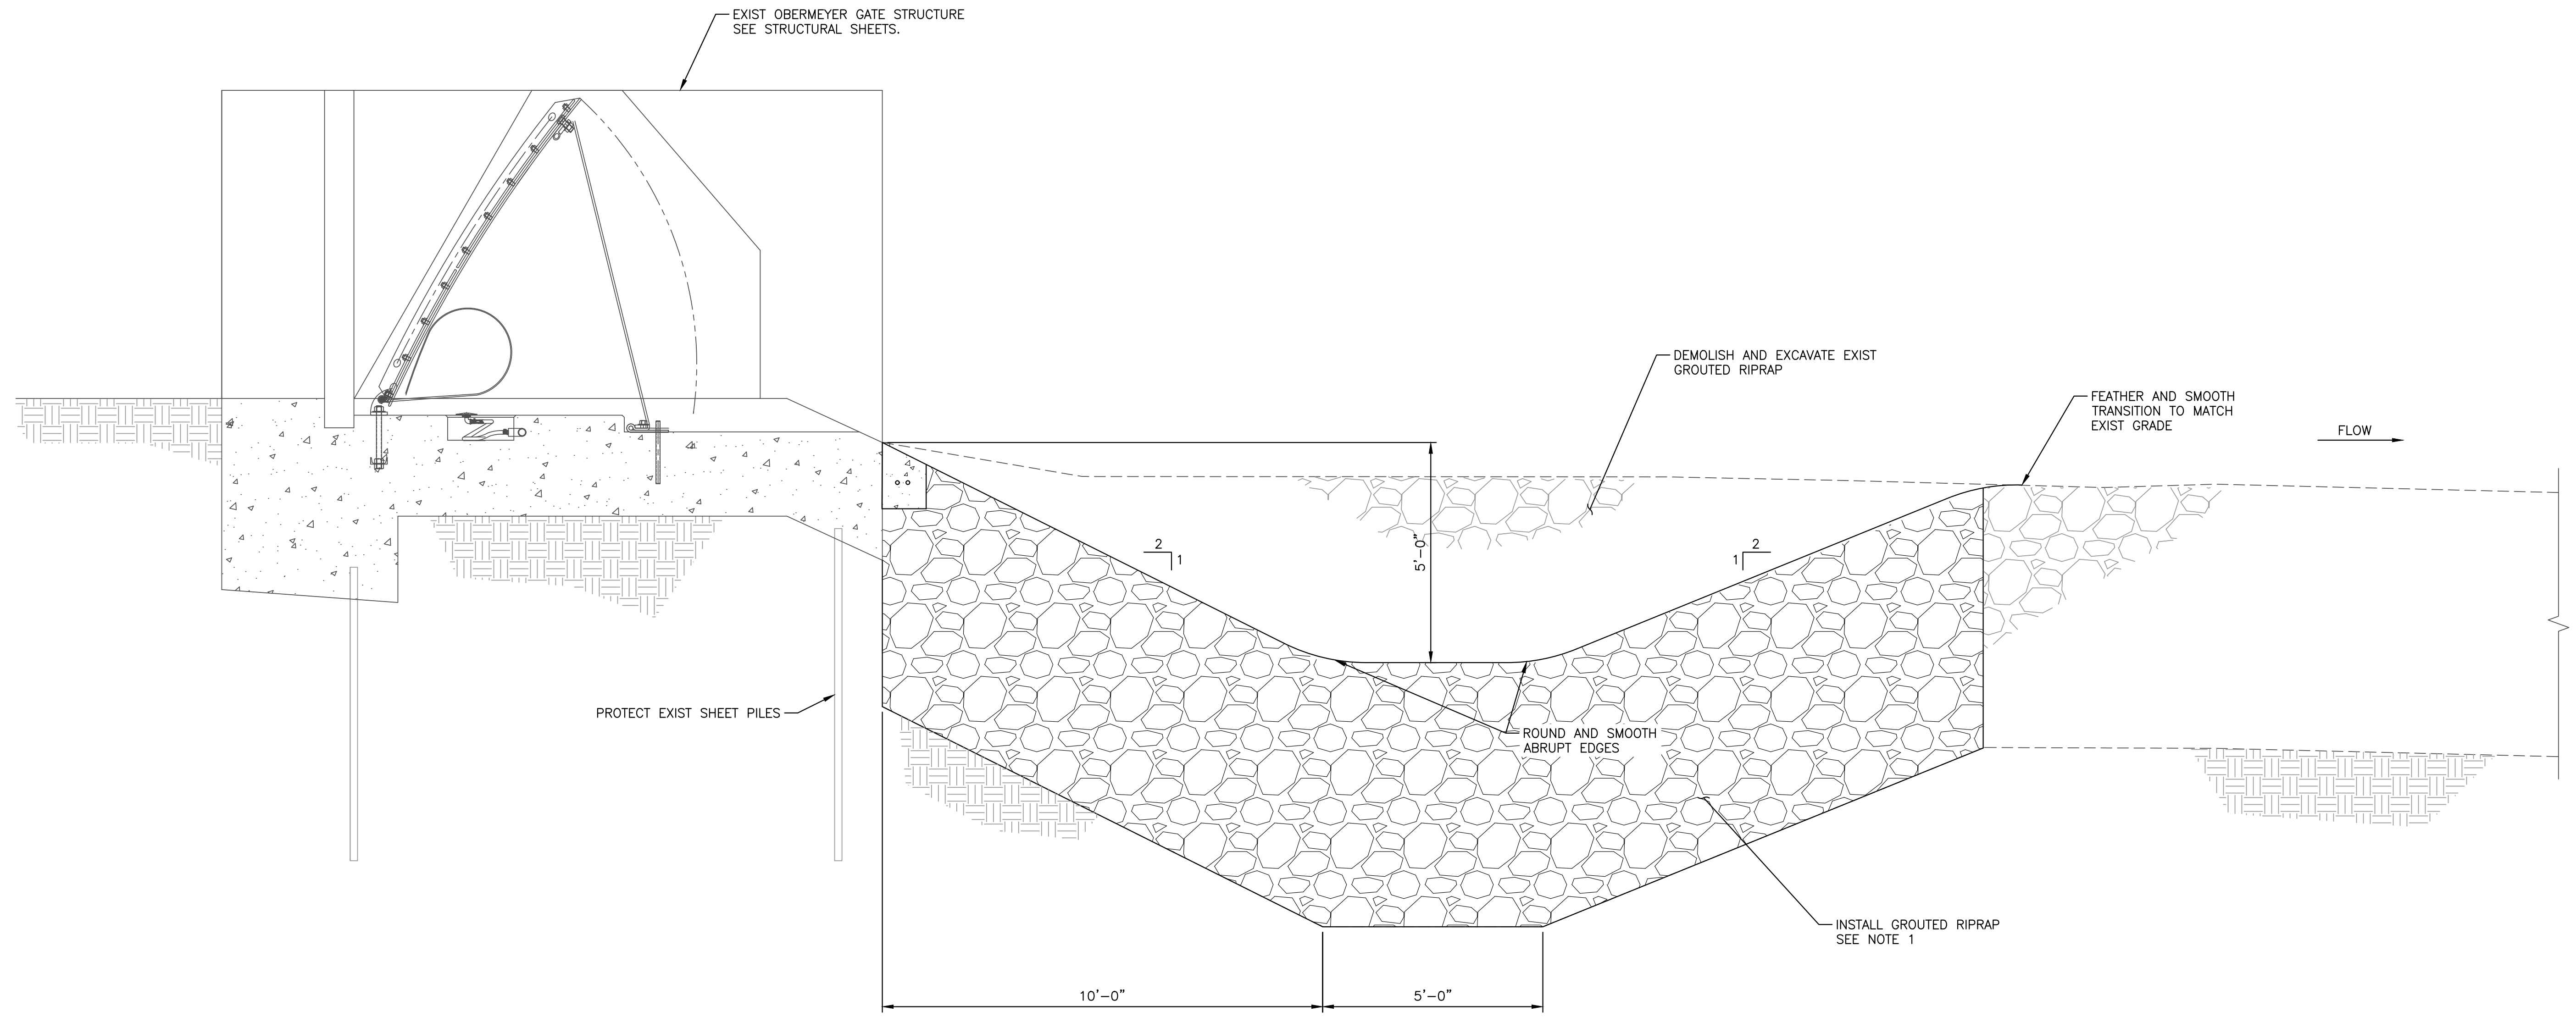 EXIST OBERMEYER GATE STRUCTURE
SEE STRUCTURAL SHEETS.
DEMOLISH AND EXCAVATE EXIST
GROUTED RIPRAP
FEATHER AND SMOOTH
TRANSITION TO MATCH
EXIST GRADE
FLOW
2
1
5'-0"
2
1
PROTECT EXIST SHEET PILES
ROUND AND SMOOTH
ABRUPT EDGES
INSTALL GROUTED RIPRAP
SEE NOTE 1
10'-0"
5'-0"